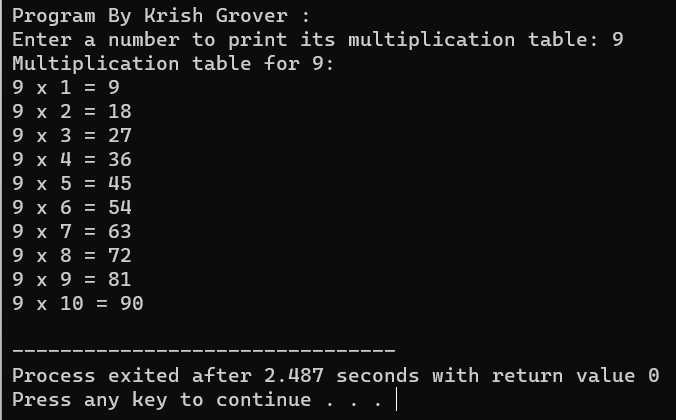 Program By Krish Grover :
Enter a number to print its multiplication table: 9
Multiplication table for 9:
9 x 1 = 9
9 x 2 = 18
9 x 3 = 27
9 x 4 = 36
9 x 5 = 45
9 x 6 = 54
9 x 7 = 63
9 x 8 = 72
9 x 9 = 81
9 x 10 = 90
--------------------------------
Process exited after 2.487 seconds with return value 0
Press any key to continue . . .